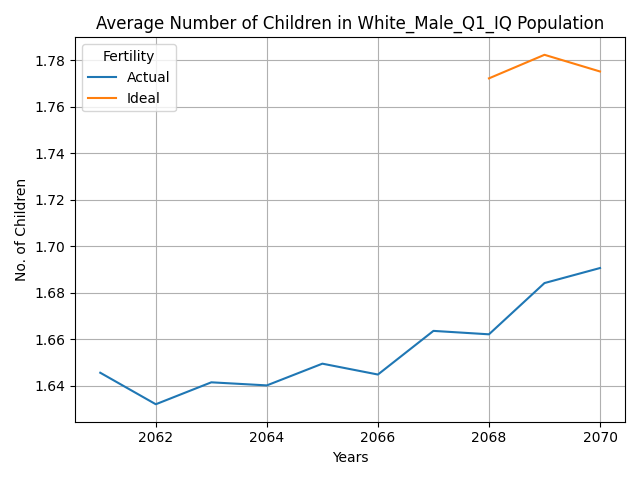 Average Number of Children in White_Male_Q1_IQ Population
Fertility
Actual
Ideal
No. of Children
1.78
1.76
1.74
1.72
1.70
1.68
1.66
1.64
2062
2064
2066
2068
2070
Years